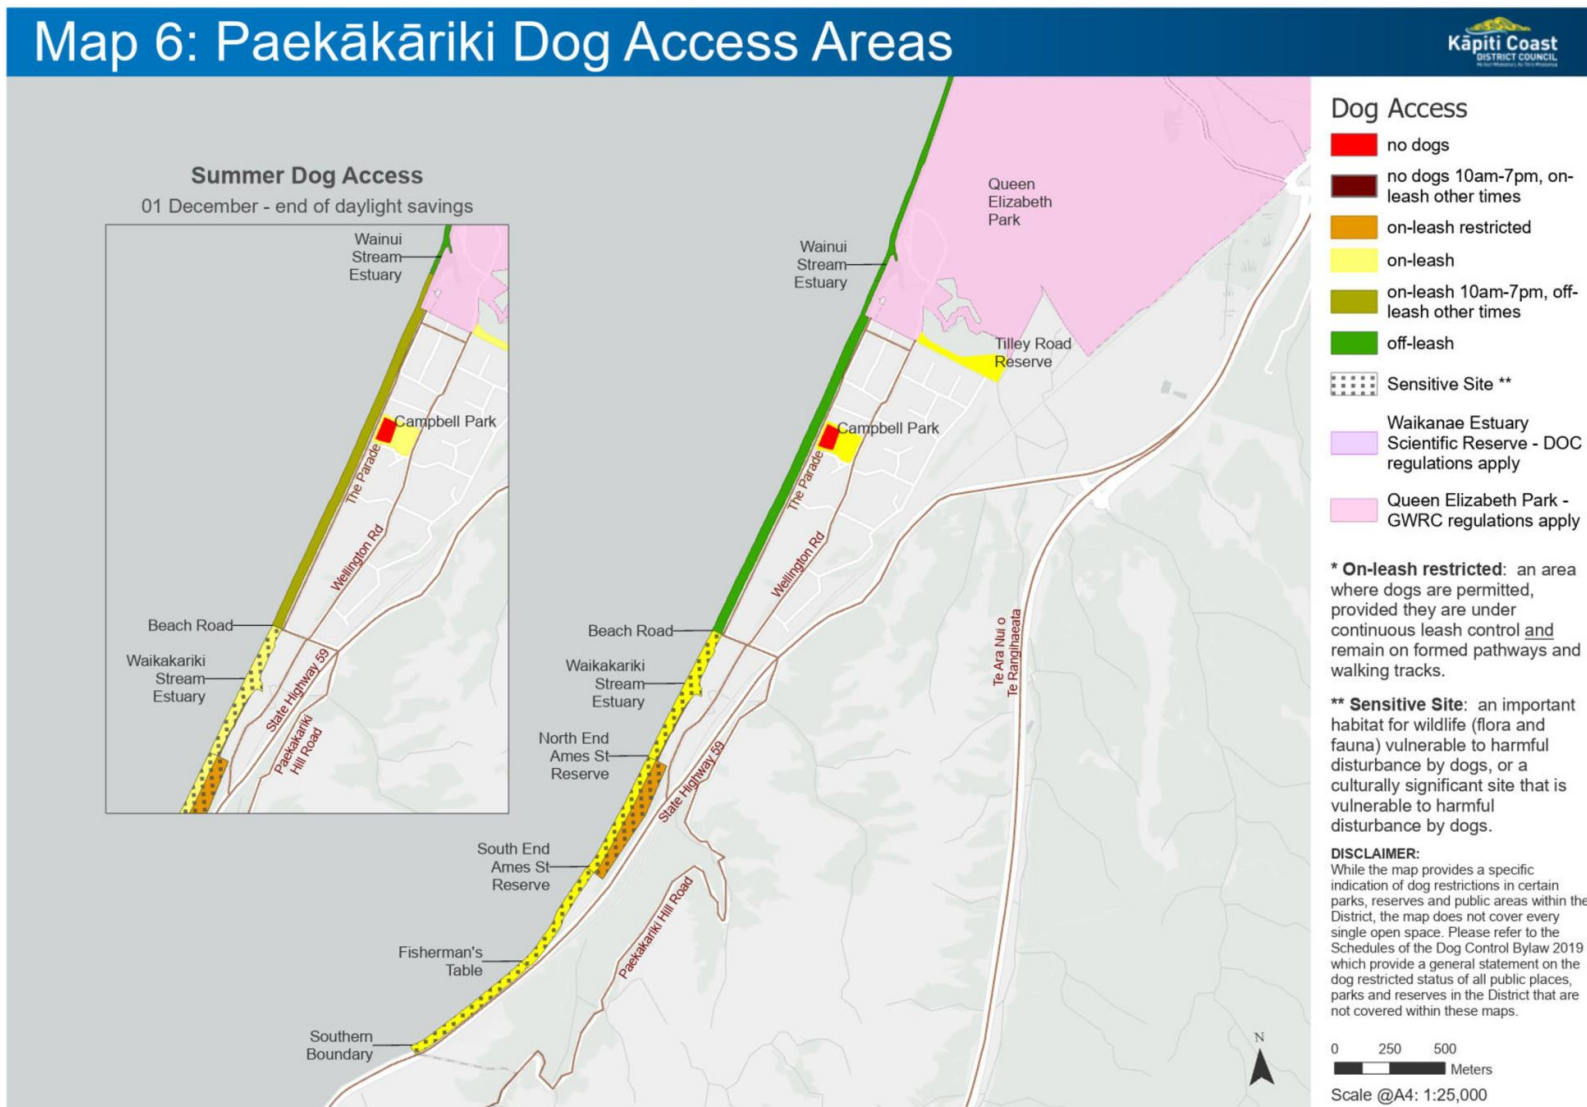 Map 6: Paekākāriki Dog Access Areas
Kāpiti Coast
DISTRICT COUNCIL
Summer Dog Access
01 December - end of daylight savings
Wainui
Stream
Estuary
Campbell Park
The Parade
Wellington Rd
Beach Road
Waikakariki
Stream
Estuary
State Highway 59
Paekakariki
Hill Road
Queen
Elizabeth
Park
Wainui
Stream
Estuary
Tilley Road
Reserve
Campbell Park
The Parade
Wellington Rd
Beach Road
Waikakariki
Stream
Estuary
North End
Ames St
Reserve
State Highway 59
South End
Ames St
Reserve
Paekakariki Hill Road
Fisherman's
Table
Southern
Boundary
Te Ara Nui o
Te Rangihaeata
N
Dog Access
no dogs
no dogs 10am-7pm, on-
leash other times
on-leash restricted
on-leash
on-leash 10am-7pm, off-
leash other times
off-leash
Sensitive Site **
Waikanae Estuary
Scientific Reserve - DOC
regulations apply
Queen Elizabeth Park -
GWRC regulations apply
* On-leash restricted: an area
where dogs are permitted,
provided they are under
continuous leash control and
remain on formed pathways and
walking tracks.
** Sensitive Site: an important
habitat for wildlife (flora and
fauna) vulnerable to harmful
disturbance by dogs, or a
culturally significant site that is
vulnerable to harmful
disturbance by dogs.
DISCLAIMER:
While the map provides a specific
indication of dog restrictions in certain
parks, reserves and public areas within the
District, the map does not cover every
single open space. Please refer to the
Schedules of the Dog Control Bylaw 2019
which provide a general statement on the
dog restricted status of all public places,
parks and reserves in the District that are
not covered within these maps.
0 250 500
Meters
Scale @A4: 1:25,000